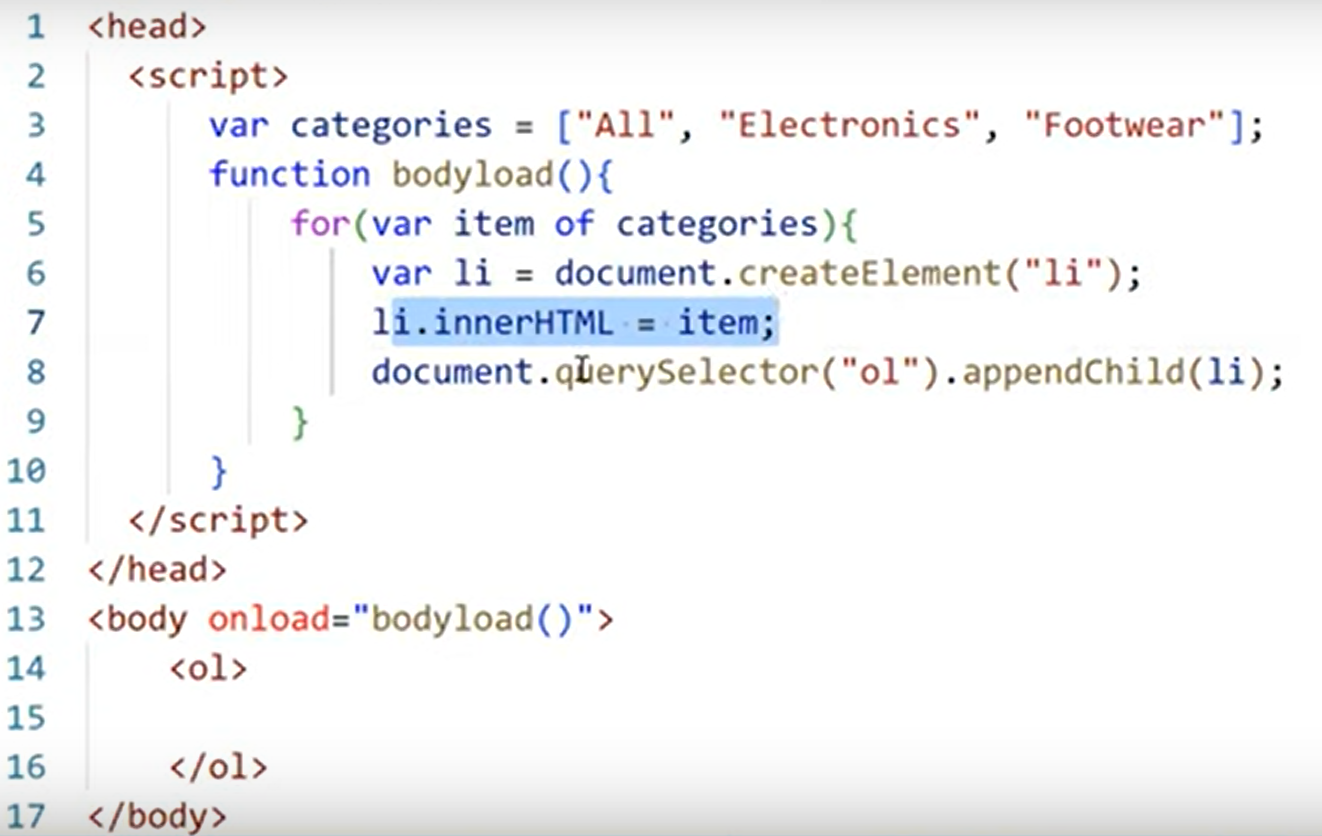 1 <head>
2 <script>
3 var categories = ["All", "Electronics", "Footwear"];
4 function bodyload(){
5 for(var item of categories){
6 var li = document.createElement("li");
7 li.innerHTML = item;
8 document.querySelector("ol").appendChild(li);
9 }
10 }
11 </script>
12 </head>
13 <body onload="bodyload()">
14 <ol>
15
16 </ol>
17 </body>